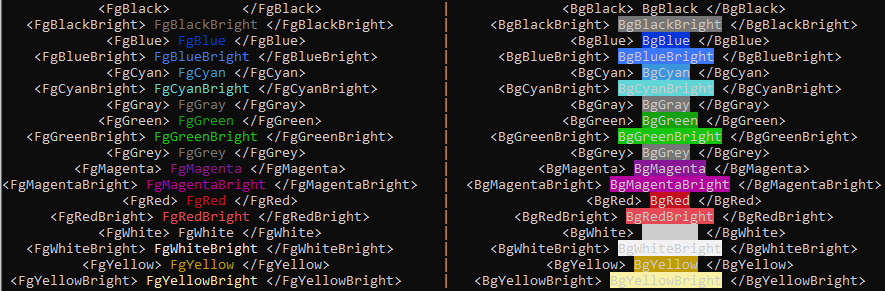 <FgBlack> </FgBlack> | <BgBlack> BgBlack </BgBlack>
<FgBlackBright> FgBlackBright </FgBlackBright> | <BgBlackBright> BgBlackBright </BgBlackBright>
<FgBlue> FgBlue </FgBlue> | <BgBlue> BgBlue </BgBlue>
<FgBlueBright> FgBlueBright </FgBlueBright> | <BgBlueBright> BgBlueBright </BgBlueBright>
<FgCyan> FgCyan </FgCyan> | <BgCyan> BgCyan </BgCyan>
<FgCyanBright> FgCyanBright </FgCyanBright> | <BgCyanBright> BgCyanBright </BgCyanBright>
<FgGray> FgGray </FgGray> | <BgGray> BgGray </BgGray>
<FgGreen> FgGreen </FgGreen> | <BgGreen> BgGreen </BgGreen>
<FgGreenBright> FgGreenBright </FgGreenBright> | <BgGreenBright> BgGreenBright </BgGreenBright>
<FgGrey> FgGrey </FgGrey> | <BgGrey> BgGrey </BgGrey>
<FgMagenta> FgMagenta </FgMagenta> | <BgMagenta> BgMagenta </BgMagenta>
<FgMagentaBright> FgMagentaBright </FgMagentaBright> | <BgMagentaBright> BgMagentaBright </BgMagentaBright>
<FgRed> FgRed </FgRed> | <BgRed> BgRed </BgRed>
<FgRedBright> FgRedBright </FgRedBright> | <BgRedBright> BgRedBright </BgRedBright>
<FgWhite> FgWhite </FgWhite> | <BgWhite> </BgWhite>
<FgWhiteBright> FgWhiteBright </FgWhiteBright> | <BgWhiteBright> BgWhiteBright </BgWhiteBright>
<FgYellow> FgYellow </FgYellow> | <BgYellow> BgYellow </BgYellow>
<FgYellowBright> FgYellowBright </FgYellowBright> | <BgYellowBright> BgYellowBright </BgYellowBright>